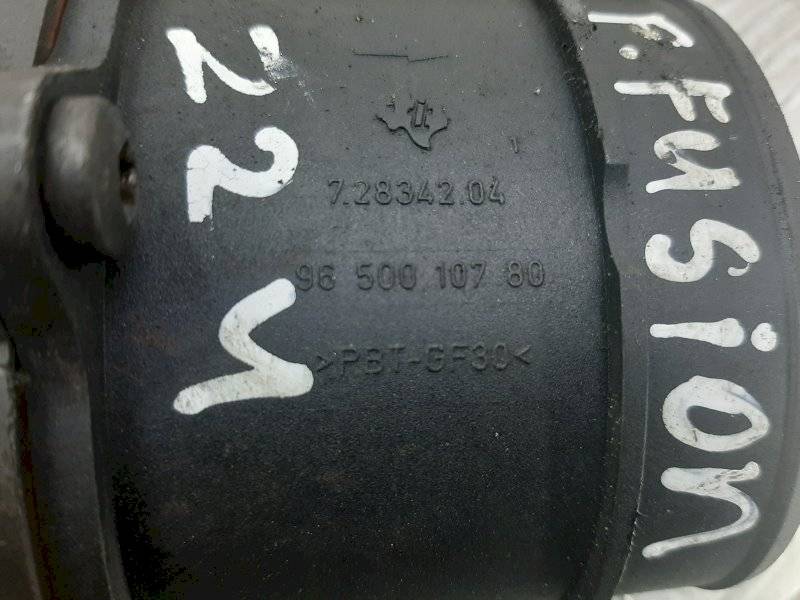 7.28342.04
96 500 107 80
>PBT-GF30<
22
F.FUSiON